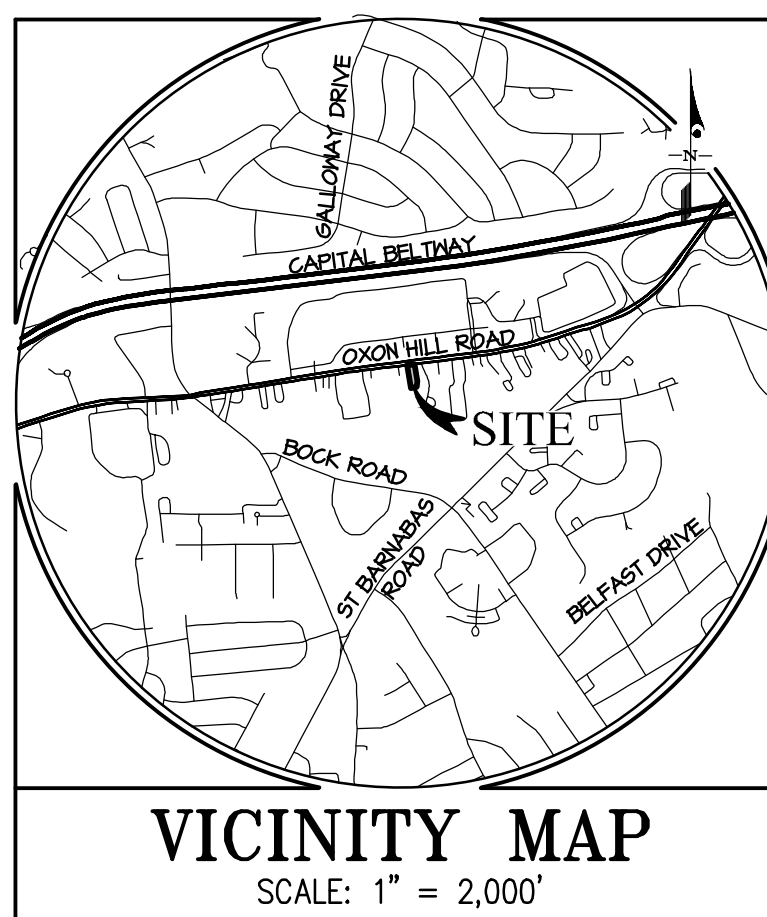 GALLOWAY DRIVE
N
CAPITAL BELTWAY
OXON HILL ROAD
SITE
BOCK ROAD
ST BARNABAS
ROAD
BELFAST DRIVE
VICINITY MAP
SCALE: 1" = 2,000'